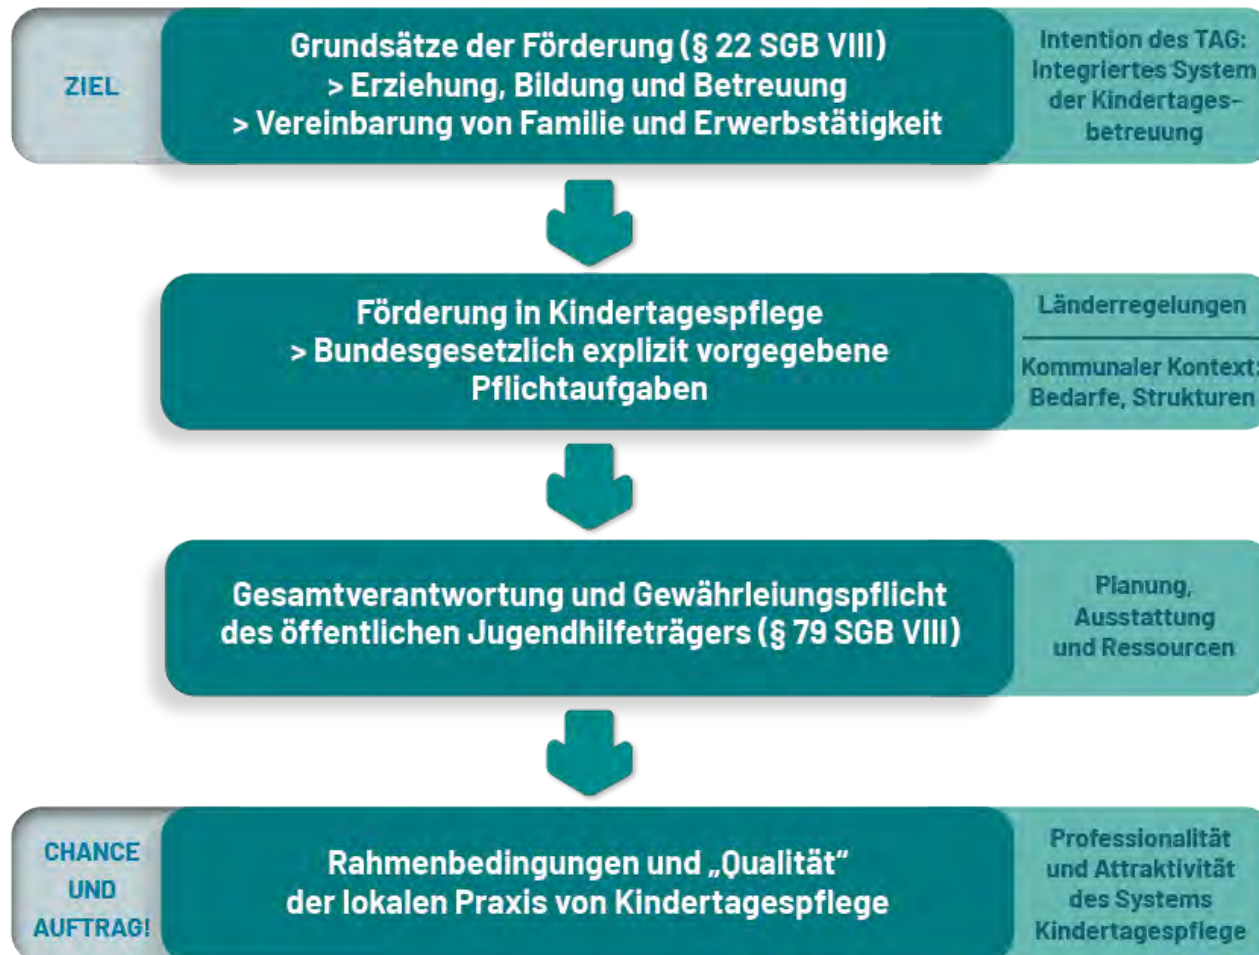 ZIEL
Grundsätze der Förderung (§ 22 SGB VIII)
> Erziehung, Bildung und Betreuung
> Vereinbarung von Familie und Erwerbstätigkeit
Intention des TAG:
Integriertes System
der Kindertages-
betreuung
Förderung in Kindertagespflege
> Bundesgesetzlich explizit vorgegebene
Pflichtaufgaben
Länderregelungen
Kommunaler Kontext:
Bedarfe, Strukturen
Gesamtverantwortung und Gewährleiungspflicht
des öffentlichen Jugendhilfeträgers (§ 79 SGB VIII)
Planung,
Ausstattung
und Ressourcen
CHANCE
UND
AUFTRAG!
Rahmenbedingungen und „Qualität“
der lokalen Praxis von Kindertagespflege
Professionalität
und Attraktivität
des Systems
Kindertagespflege